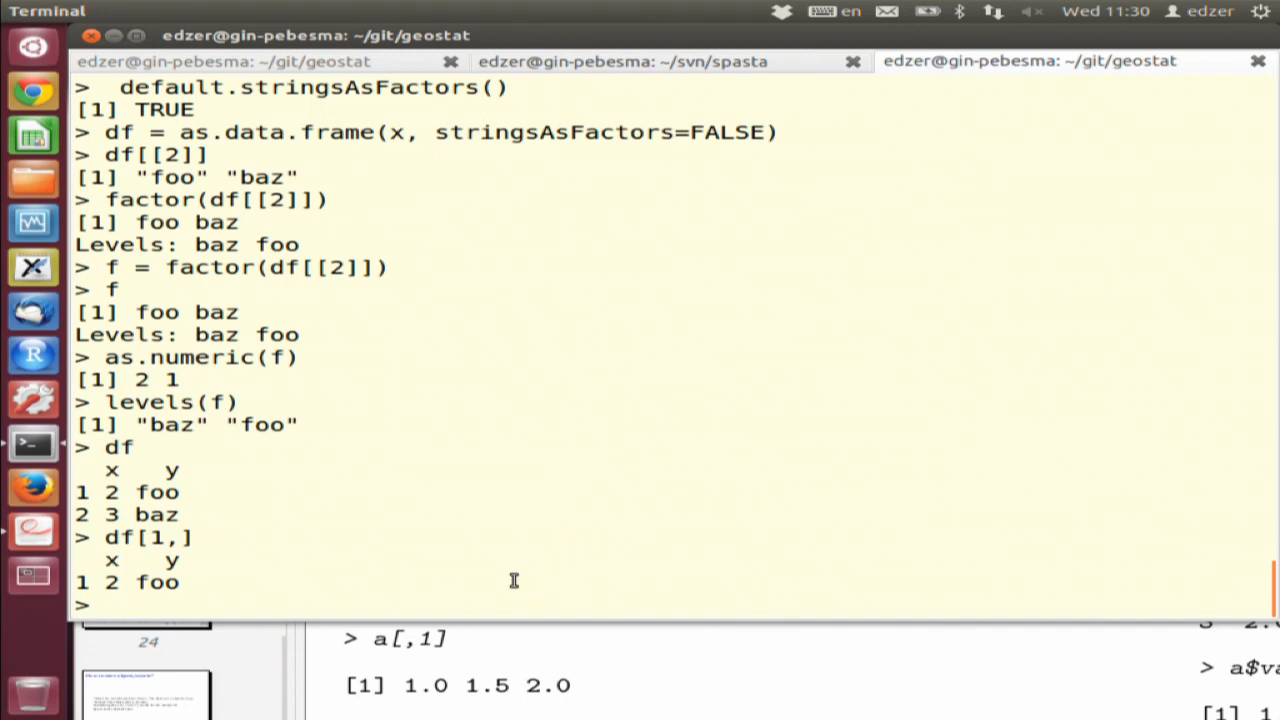 Terminal
en
Wed 11:30
edzer
edzer@gin-pebesma: ~/git/geostat
edzer@gin-pebesma: ~/git/geostat
edzer@gin-pebesma: ~/svn/spasta
edzer@gin-pebesma: ~/git/geostat
>  default.stringsAsFactors()
[1] TRUE
> df = as.data.frame(x, stringsAsFactors=FALSE)
> df[[2]]
[1] "foo" "baz"
> factor(df[[2]])
[1] foo baz
Levels: baz foo
> f = factor(df[[2]])
> f
[1] foo baz
Levels: baz foo
> as.numeric(f)
[1] 2 1
> levels(f)
[1] "baz" "foo"
> df
  x   y
1 2 foo
2 3 baz
> df[1,]
  x   y
1 2 foo
>
24
> a[,1]
[1] 1.0 1.5 2.0
> a$va
[1] 1